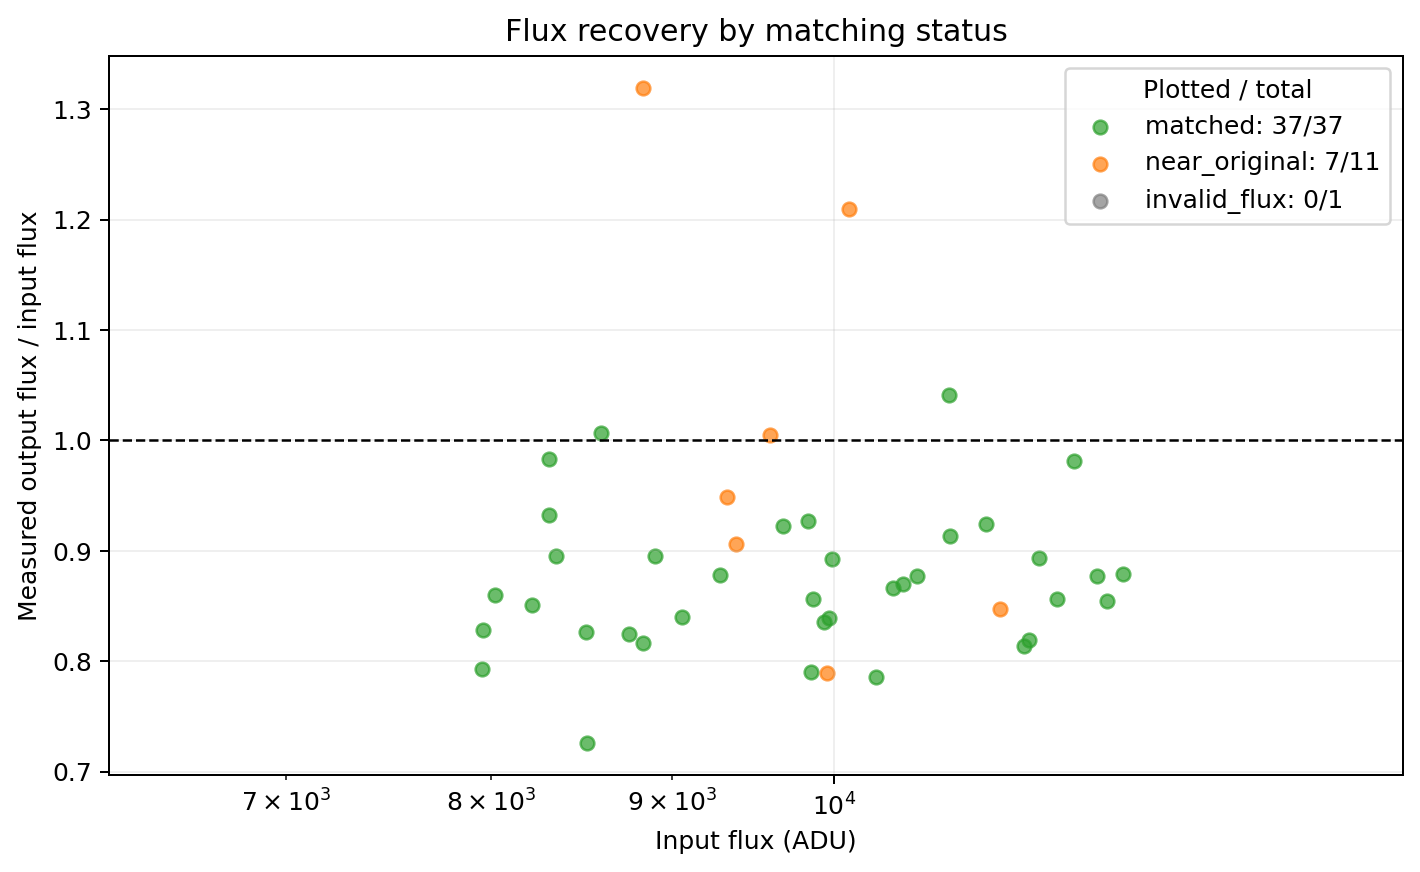 Flux recovery by matching status
Measured output flux / input flux
1.3
1.2
1.1
1.0
0.9
0.8
0.7
Plotted / total
matched: 37/37
near_original: 7/11
invalid_flux: 0/1
7 × 10³
8 × 10³
9 × 10³
10⁴
Input flux (ADU)